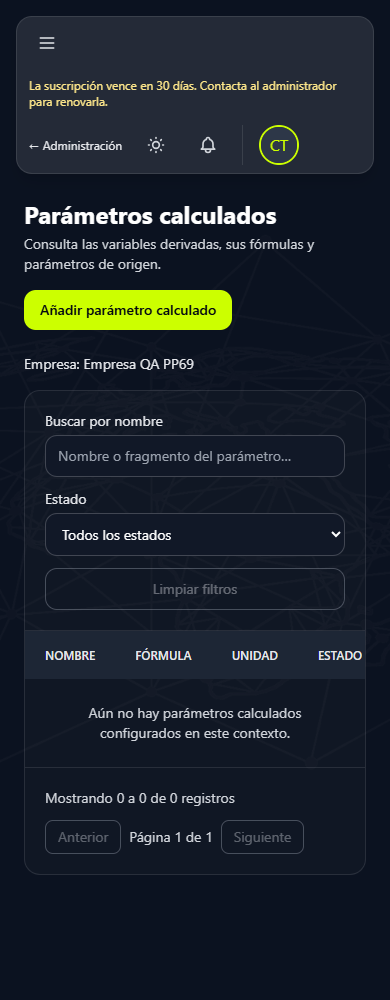 La suscripción vence en 30 días. Contacta al administrador
para renovarla.
← Administración
CT
Parámetros calculados
Consulta las variables derivadas, sus fórmulas y
parámetros de origen.
Añadir parámetro calculado
Empresa: Empresa QA PP69
Buscar por nombre
Nombre o fragmento del parámetro...
Estado
Todos los estados
Limpiar filtros
NOMBRE FÓRMULA UNIDAD ESTADO
Aún no hay parámetros calculados
configurados en este contexto.
Mostrando 0 a 0 de 0 registros
Anterior Página 1 de 1 Siguiente